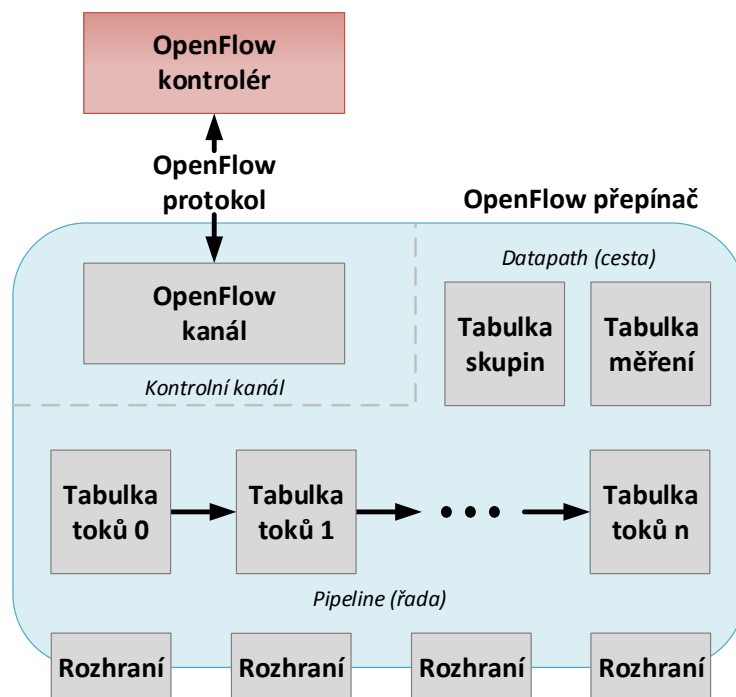 OpenFlow
kontrolér
OpenFlow
protokol
OpenFlow přepínač
Datapath (cesta)
OpenFlow
kanál
Tabulka
skupin
Tabulka
měření
Kontrolní kanál
Tabulka
toků 0
Tabulka
toků 1
Tabulka
toků n
Pipeline (řada)
Rozhraní
Rozhraní
Rozhraní
Rozhraní